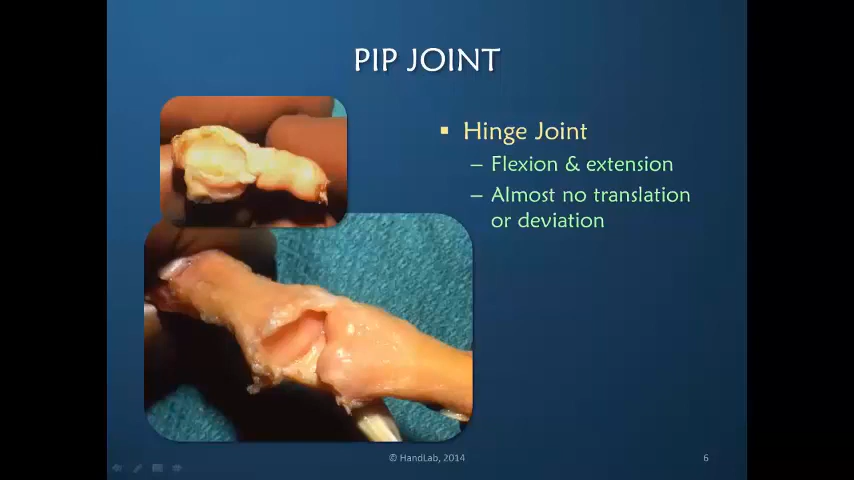 PIP JOINT
▪ Hinge Joint
– Flexion & extension
– Almost no translation
or deviation
© HandLab, 2014
6